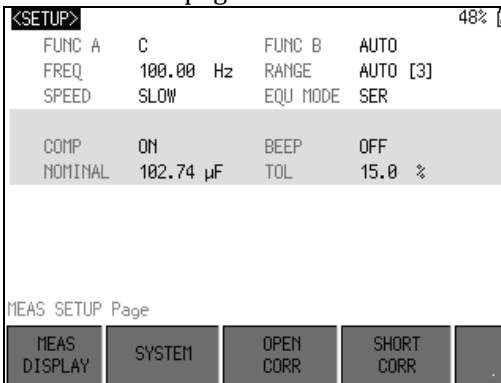 <SETUP> 48%
FUNC A C FUNC B AUTO
FREQ 100.00 Hz RANGE AUTO [3]
SPEED SLOW EQU MODE SER
COMP ON BEEP OFF
NOMINAL 102.74 µF TOL 15.0 %
MEAS SETUP Page
MEAS DISPLAY SYSTEM OPEN CORR SHORT CORR .